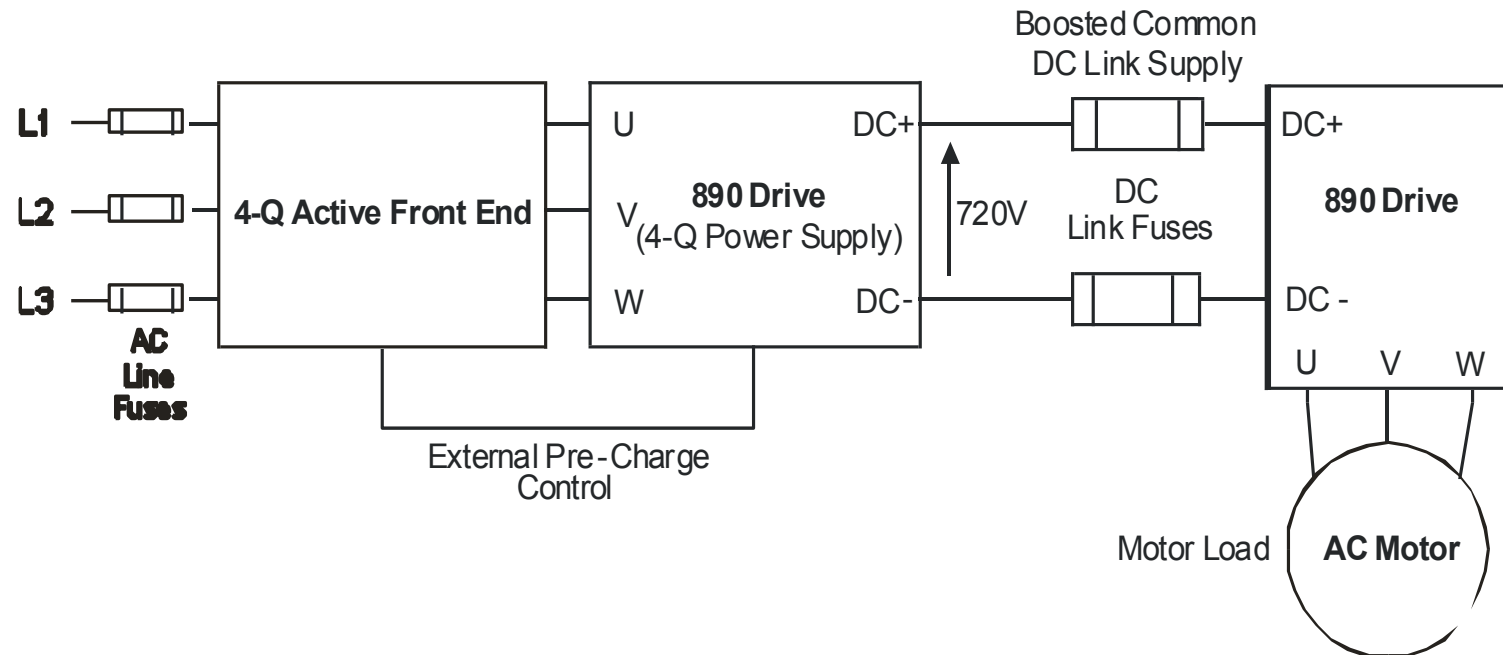 Boosted Common
DC Link Supply
L1
U
DC+
DC+
L2
4-Q Active Front End
V
890 Drive
(4-Q Power Supply)
720V
DC
Link Fuses
890 Drive
L3
W
DC-
DC -
AC
Line
Fuses
U V W
External Pre-Charge
Control
Motor Load
AC Motor